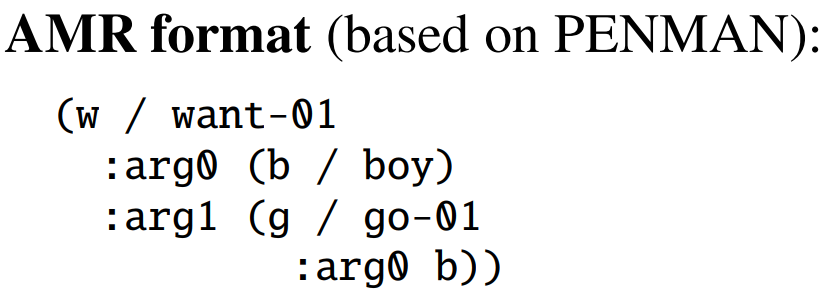 AMR format (based on PENMAN):
(w / want-01
:arg0 (b / boy)
:arg1 (g / go-01
:arg0 b))